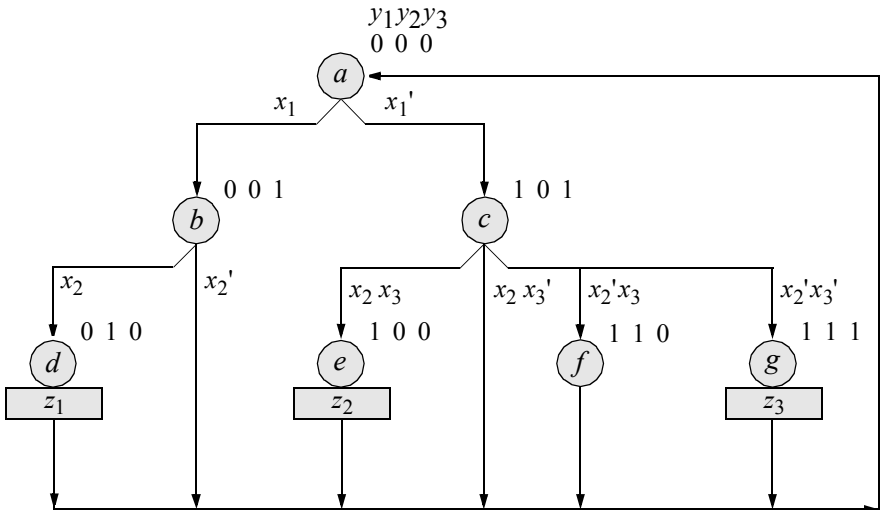 y₁y₂y₃
0 0 0
a
x₁ x₁'
0 0 1 1 0 1
b c
x₂ x₂' x₂ x₃ x₂ x₃' x₂'x₃ x₂'x₃'
0 1 0 1 0 0 1 1 0 1 1 1
d e f g
z₁ z₂ z₃